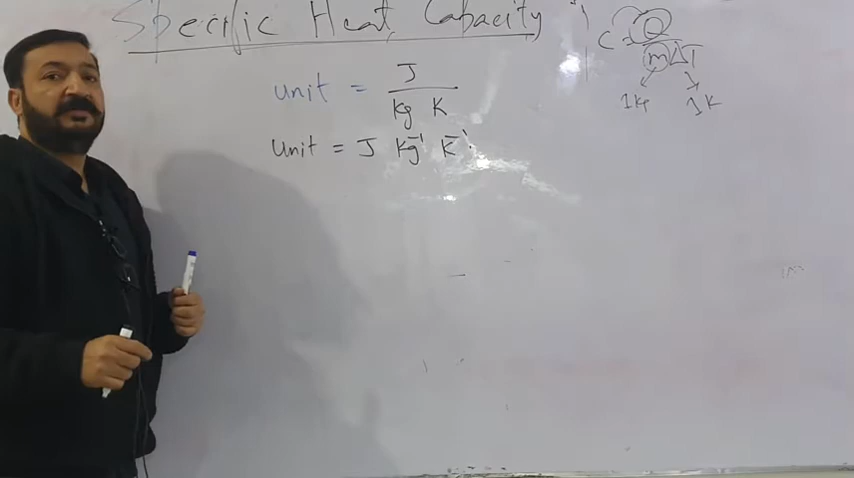 Specific Heat Capacity
unit = J / Kg K
Unit = J Kg⁻¹ K⁻¹
C = Q / mΔT
1kg 1K